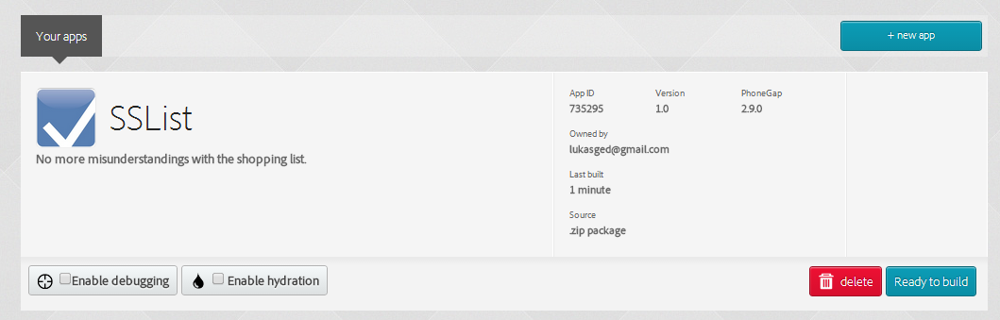 Your apps
+ new app
SSList
No more misunderstandings with the shopping list.
App ID Version PhoneGap
735295 1.0 2.9.0
Owned by
lukasged@gmail.com
Last built
1 minute
Source
.zip package
Enable debugging Enable hydration delete Ready to build